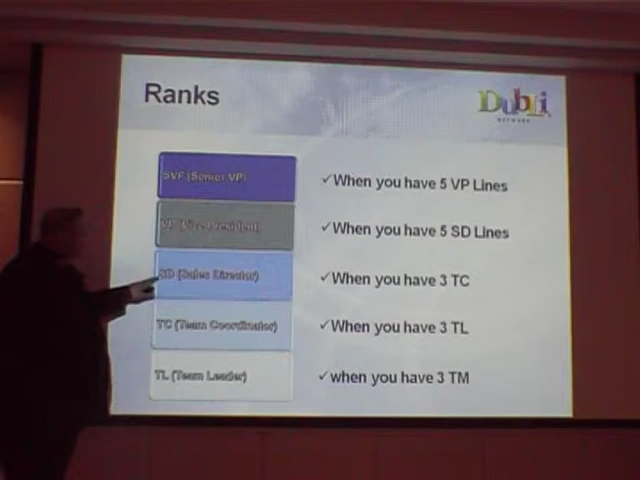 Ranks
DubLi
NETWORK
SVP (Senior VP)
✓When you have 5 VP Lines
VP (Vice President)
✓When you have 5 SD Lines
SD (Sales Director)
✓When you have 3 TC
TC (Team Coordinator)
✓When you have 3 TL
TL (Team Leader)
✓when you have 3 TM